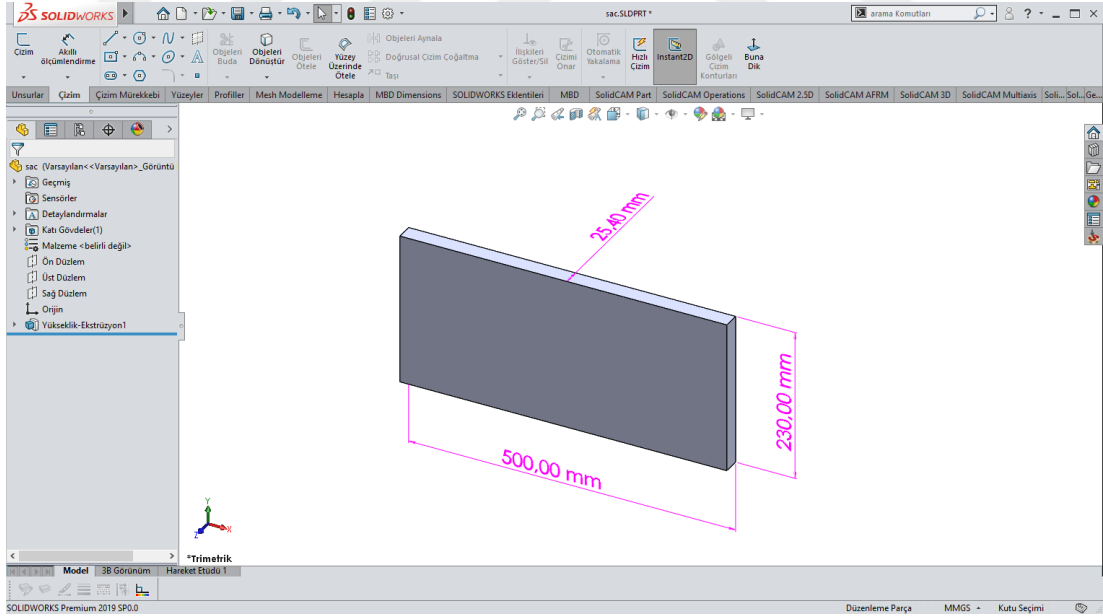 SOLIDWORKS
sac.SLDPRT *
arama Komutları
Çizim
Akıllı ölçümlendirme
Objeleri Buda
Objeleri Dönüştür
Objeleri Ötele
Yüzey Üzerinde Ötele
Objeleri Aynala
Doğrusal Çizim Çoğaltma
Taşı
İlişkileri Göster/Sil
Çizimi Onar
Otomatik Yakalama
Hızlı Çizim
Instant2D
Gölgeli Çizim Konturları
Buna Dik
Unsurlar Çizim Çizim Mürekkebi Yüzeyler Profiller Mesh Modelleme Hesapla MBD Dimensions SOLIDWORKS Eklentileri MBD SolidCAM Part SolidCAM Operations SolidCAM 2.5D SolidCAM AFRM SolidCAM 3D SolidCAM Multiaxis Soli... Sol... Ge...
sac (Varsayılan<<Varsayılan>_Görüntü
Geçmiş
Sensörler
Detaylandırmalar
Katı Gövdeler(1)
Malzeme <belirli değil>
Ön Düzlem
Üst Düzlem
Sağ Düzlem
Orijin
Yükseklik-Ekstrüzyon1
25,40 mm
230,00 mm
500,00 mm
Y
X
Z
*Trimetrik
Model 3B Görünüm Hareket Etüdü 1
SOLIDWORKS Premium 2019 SP0.0
Düzenleme Parça MMGS Kutu Seçimi